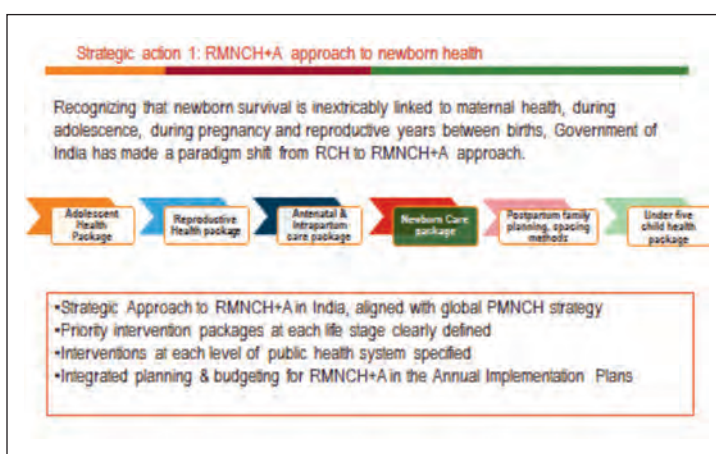 Strategic action 1: RMNCH+A approach to newborn health
Recognizing that newborn survival is inextricably linked to maternal health, during
adolescence, during pregnancy and reproductive years between births, Government of
India has made a paradigm shift from RCH to RMNCH+A approach.
Adolescent
Health
Package
Reproductive
Health package
Antenatal &
Intrapartum
care package
Newborn Care
package
Postpartum family
planning, spacing
methods
Under five
child health
package
•Strategic Approach to RMNCH+A in India, aligned with global PMNCH strategy
•Priority intervention packages at each life stage clearly defined
•Interventions at each level of public health system specified
•Integrated planning & budgeting for RMNCH+A in the Annual Implementation Plans